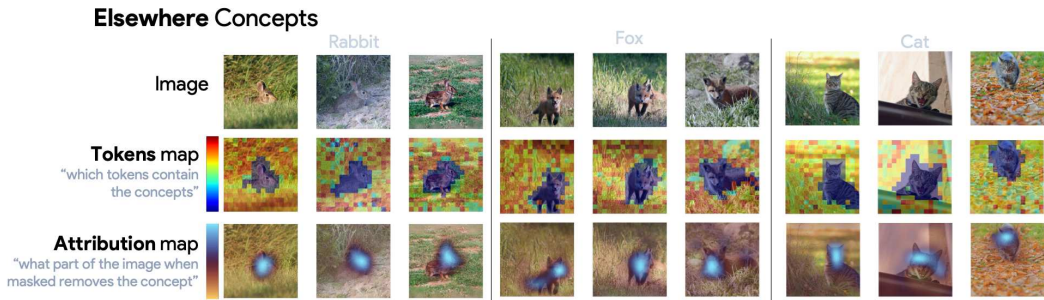 Elsewhere Concepts
Rabbit
Fox
Cat
Image
Tokens map
“which tokens contain
the concepts”
Attribution map
“what part of the image when
masked removes the concept”